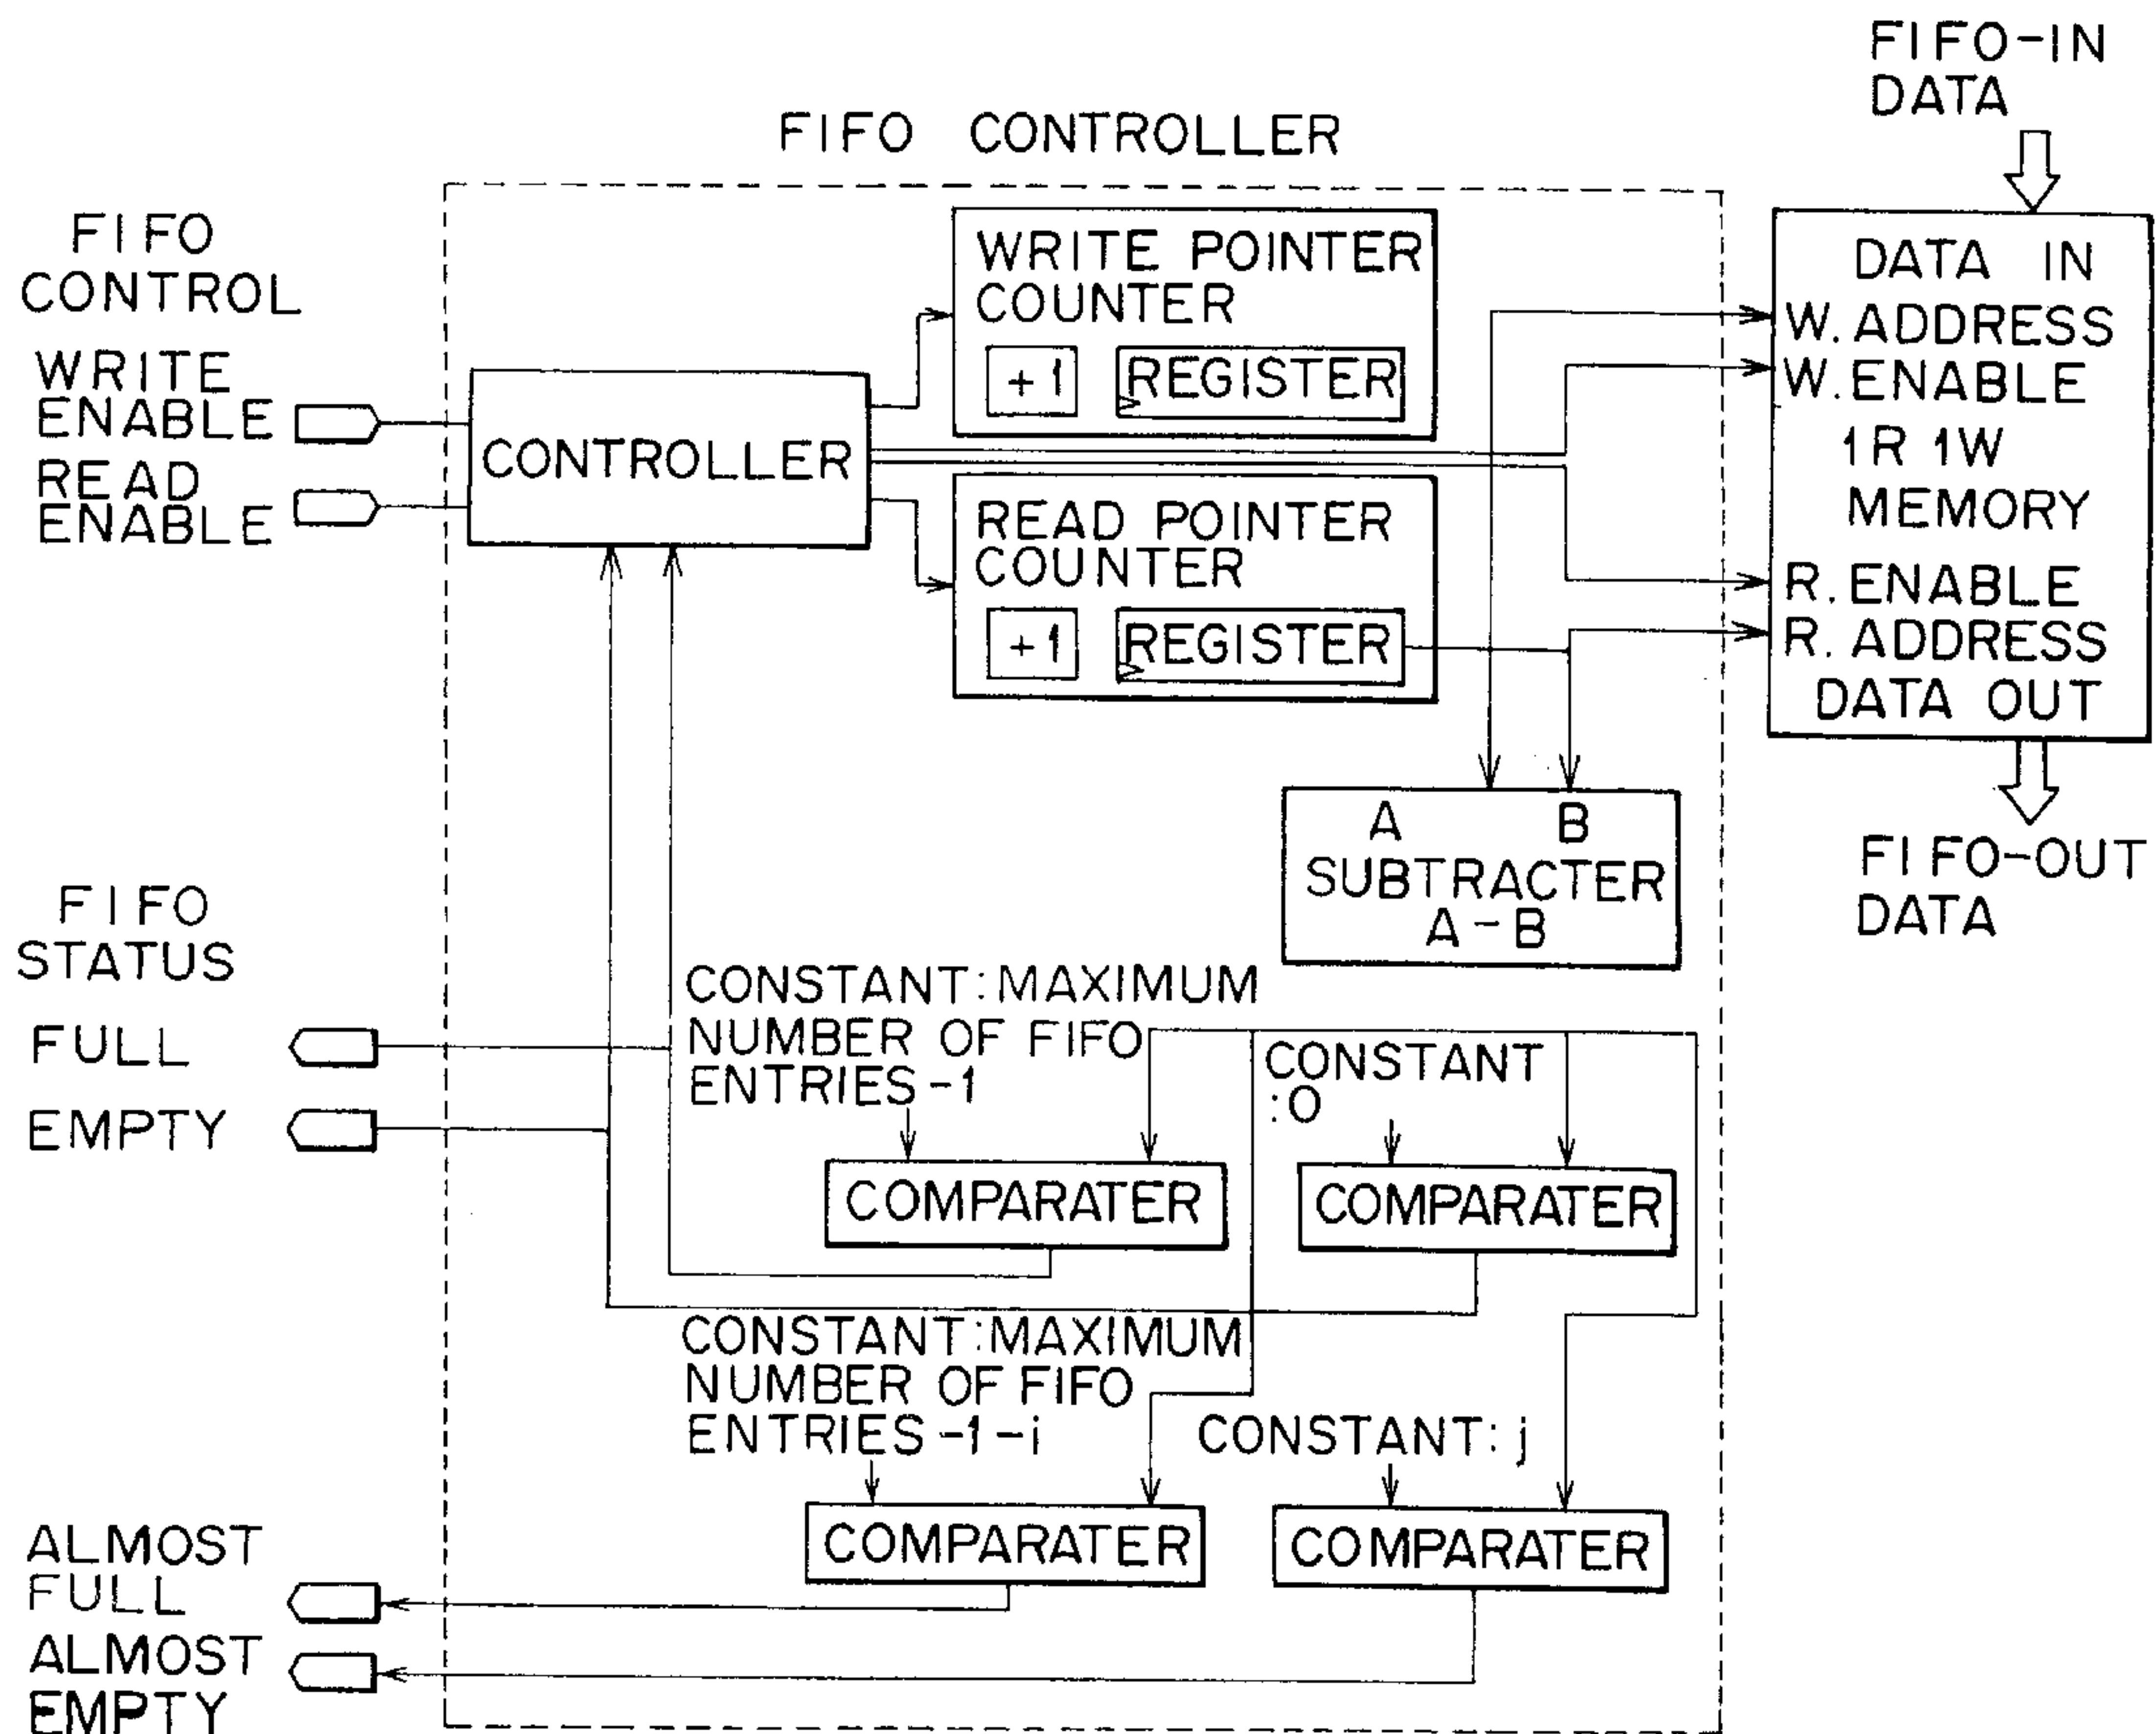 FIFO-IN
DATA
FIFO CONTROLLER
FIFO
CONTROL
WRITE
ENABLE
READ
ENABLE
CONTROLLER
WRITE POINTER
COUNTER
+1
REGISTER
READ POINTER
COUNTER
+1
REGISTER
DATA IN
W. ADDRESS
W. ENABLE
1R 1W
MEMORY
R. ENABLE
R. ADDRESS
DATA OUT
FIFO-OUT
DATA
A B
SUBTRACTER
A-B
FIFO
STATUS
FULL
EMPTY
CONSTANT:MAXIMUM
NUMBER OF FIFO
ENTRIES-1
CONSTANT
:0
COMPARATER
COMPARATER
CONSTANT:MAXIMUM
NUMBER OF FIFO
ENTRIES-1-i
CONSTANT:j
COMPARATER
COMPARATER
ALMOST
FULL
ALMOST
EMPTY